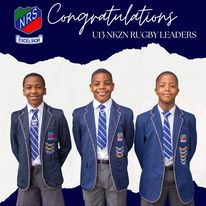 NRS
EXCELSIOR
Congratulations
U13 NKZN RUGBY LEADERS